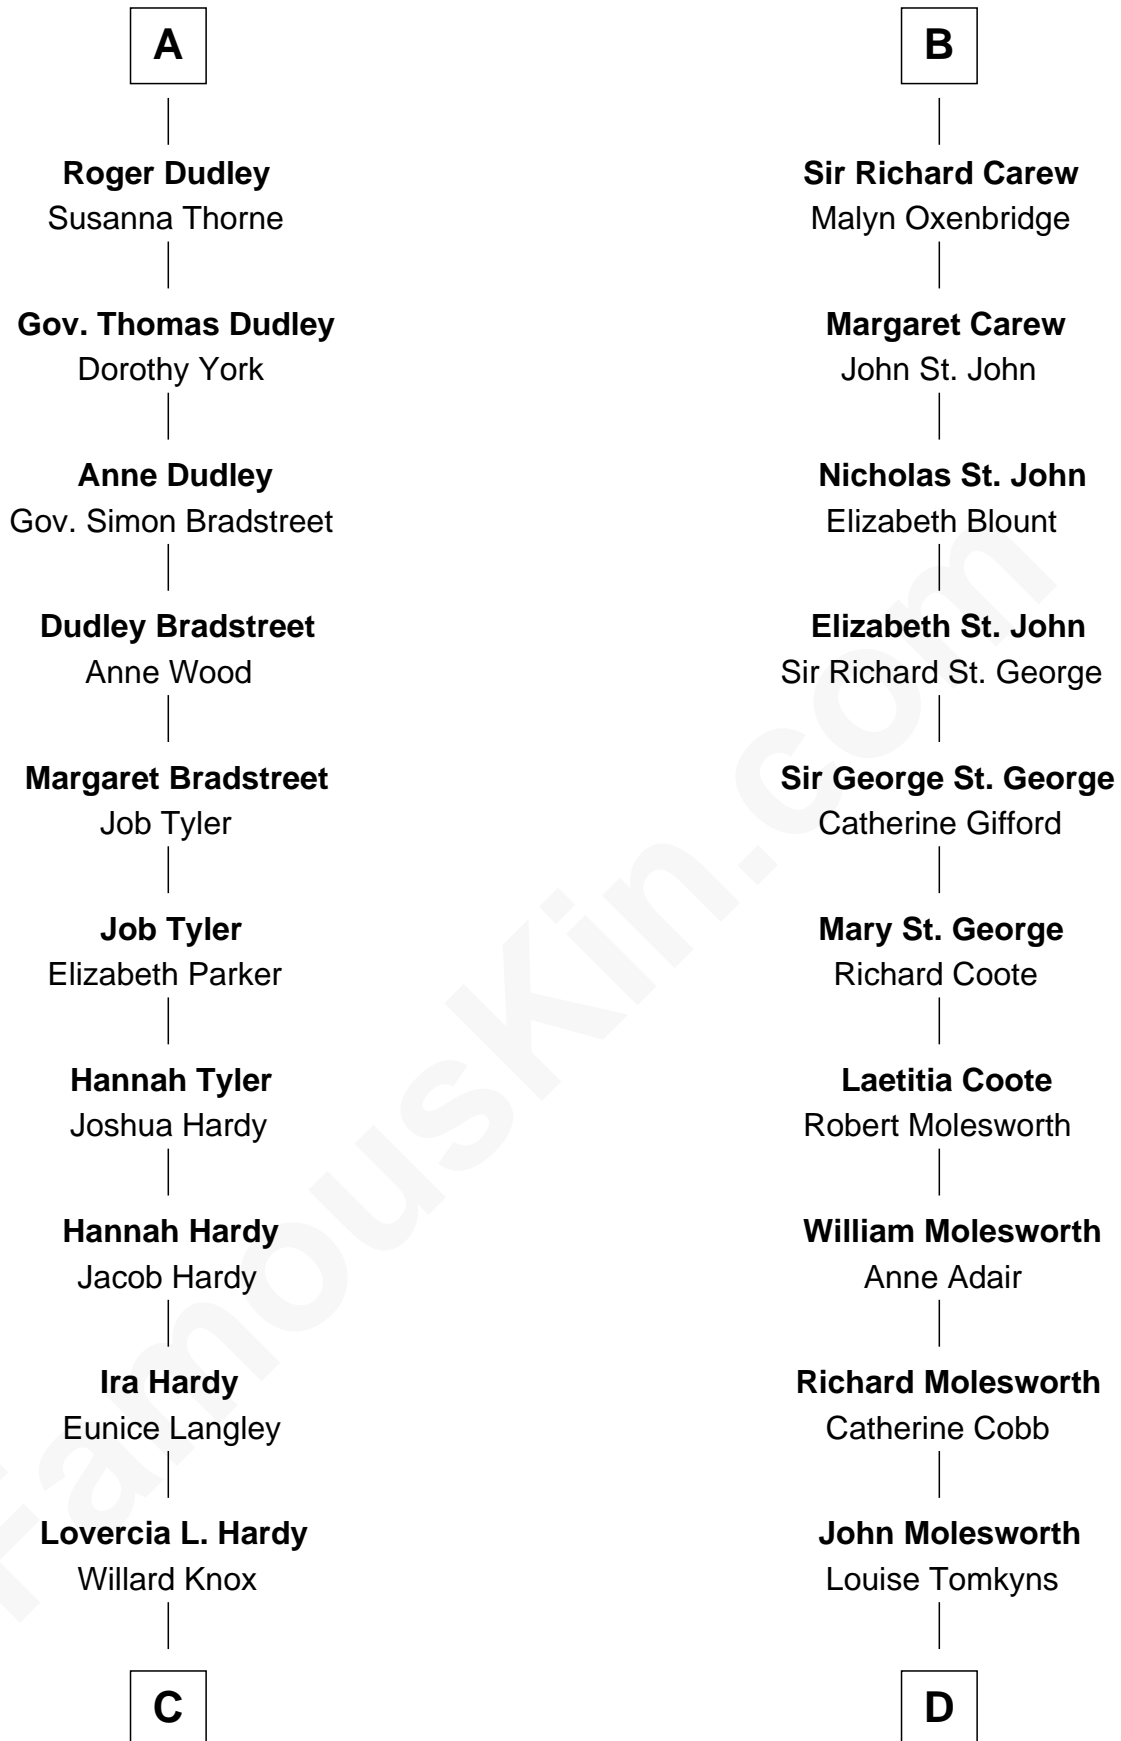 A
Roger Dudley
Susanna Thorne
Gov. Thomas Dudley
Dorothy York
Anne Dudley
Gov. Simon Bradstreet
Dudley Bradstreet
Anne Wood
Margaret Bradstreet
Job Tyler
Job Tyler
Elizabeth Parker
Hannah Tyler
Joshua Hardy
Hannah Hardy
Jacob Hardy
Ira Hardy
Eunice Langley
Lovercia L. Hardy
Willard Knox
C
B
Sir Richard Carew
Malyn Oxenbridge
Margaret Carew
John St. John
Nicholas St. John
Elizabeth Blount
Elizabeth St. John
Sir Richard St. George
Sir George St. George
Catherine Gifford
Mary St. George
Richard Coote
Laetitia Coote
Robert Molesworth
William Molesworth
Anne Adair
Richard Molesworth
Catherine Cobb
John Molesworth
Louise Tomkyns
D
FamousKin.com